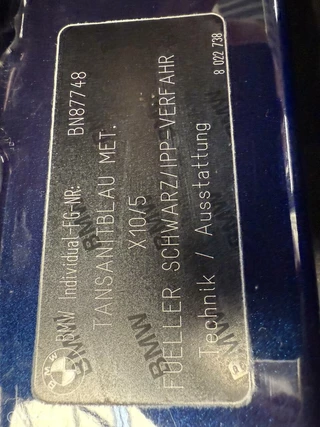 BMW Individual-FG-NR: BN87748
TANSANITBLAU MET.
X10/5
FUELLER SCHWARZ/IPP-VERFAHR
Technik / Ausstattung
8 022 738